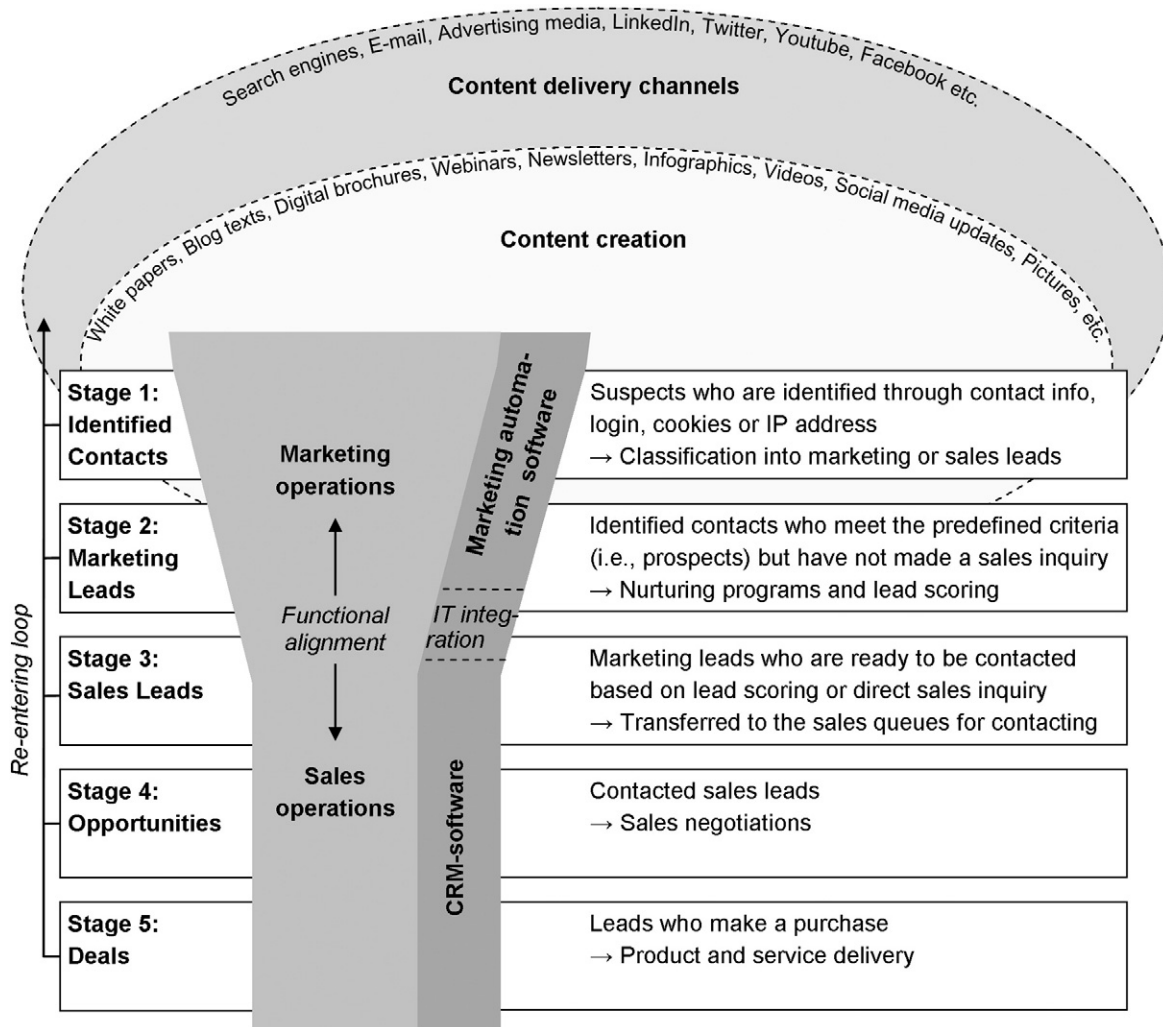 Search engines, E-mail, Advertising media, LinkedIn, Twitter, Youtube, Facebook etc.
Content delivery channels
White papers, Blog texts, Digital brochures, Webinars, Newsletters, Infographics, Videos, Social media updates, Pictures, etc.
Content creation
Re-entering loop
Stage 1:
Identified
Contacts
Suspects who are identified through contact info,
login, cookies or IP address
→ Classification into marketing or sales leads
Marketing
operations
Marketing automa-
tion software
Stage 2:
Marketing
Leads
Identified contacts who meet the predefined criteria
(i.e., prospects) but have not made a sales inquiry
→ Nurturing programs and lead scoring
Functional
alignment
IT integ-
ration
Stage 3:
Sales Leads
Marketing leads who are ready to be contacted
based on lead scoring or direct sales inquiry
→ Transferred to the sales queues for contacting
Sales
operations
CRM-software
Stage 4:
Opportunities
Contacted sales leads
→ Sales negotiations
Stage 5:
Deals
Leads who make a purchase
→ Product and service delivery